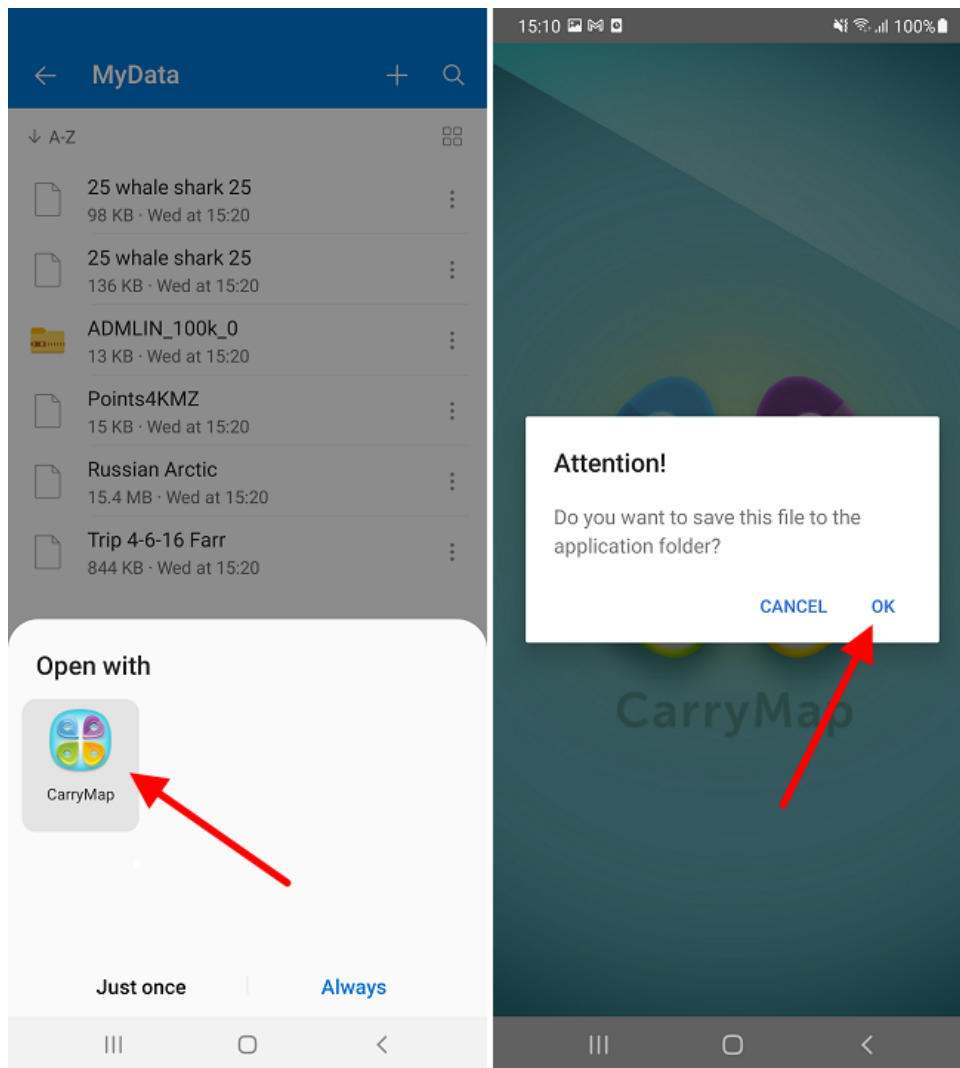 MyData
A-Z
25 whale shark 25
98 KB · Wed at 15:20
25 whale shark 25
136 KB · Wed at 15:20
ADMLIN_100k_0
13 KB · Wed at 15:20
Points4KMZ
15 KB · Wed at 15:20
Russian Arctic
15.4 MB · Wed at 15:20
Trip 4-6-16 Farr
844 KB · Wed at 15:20
Open with
CarryMap
Just once
Always
15:10
100%
Attention!
Do you want to save this file to the
application folder?
CANCEL
OK
CarryMap